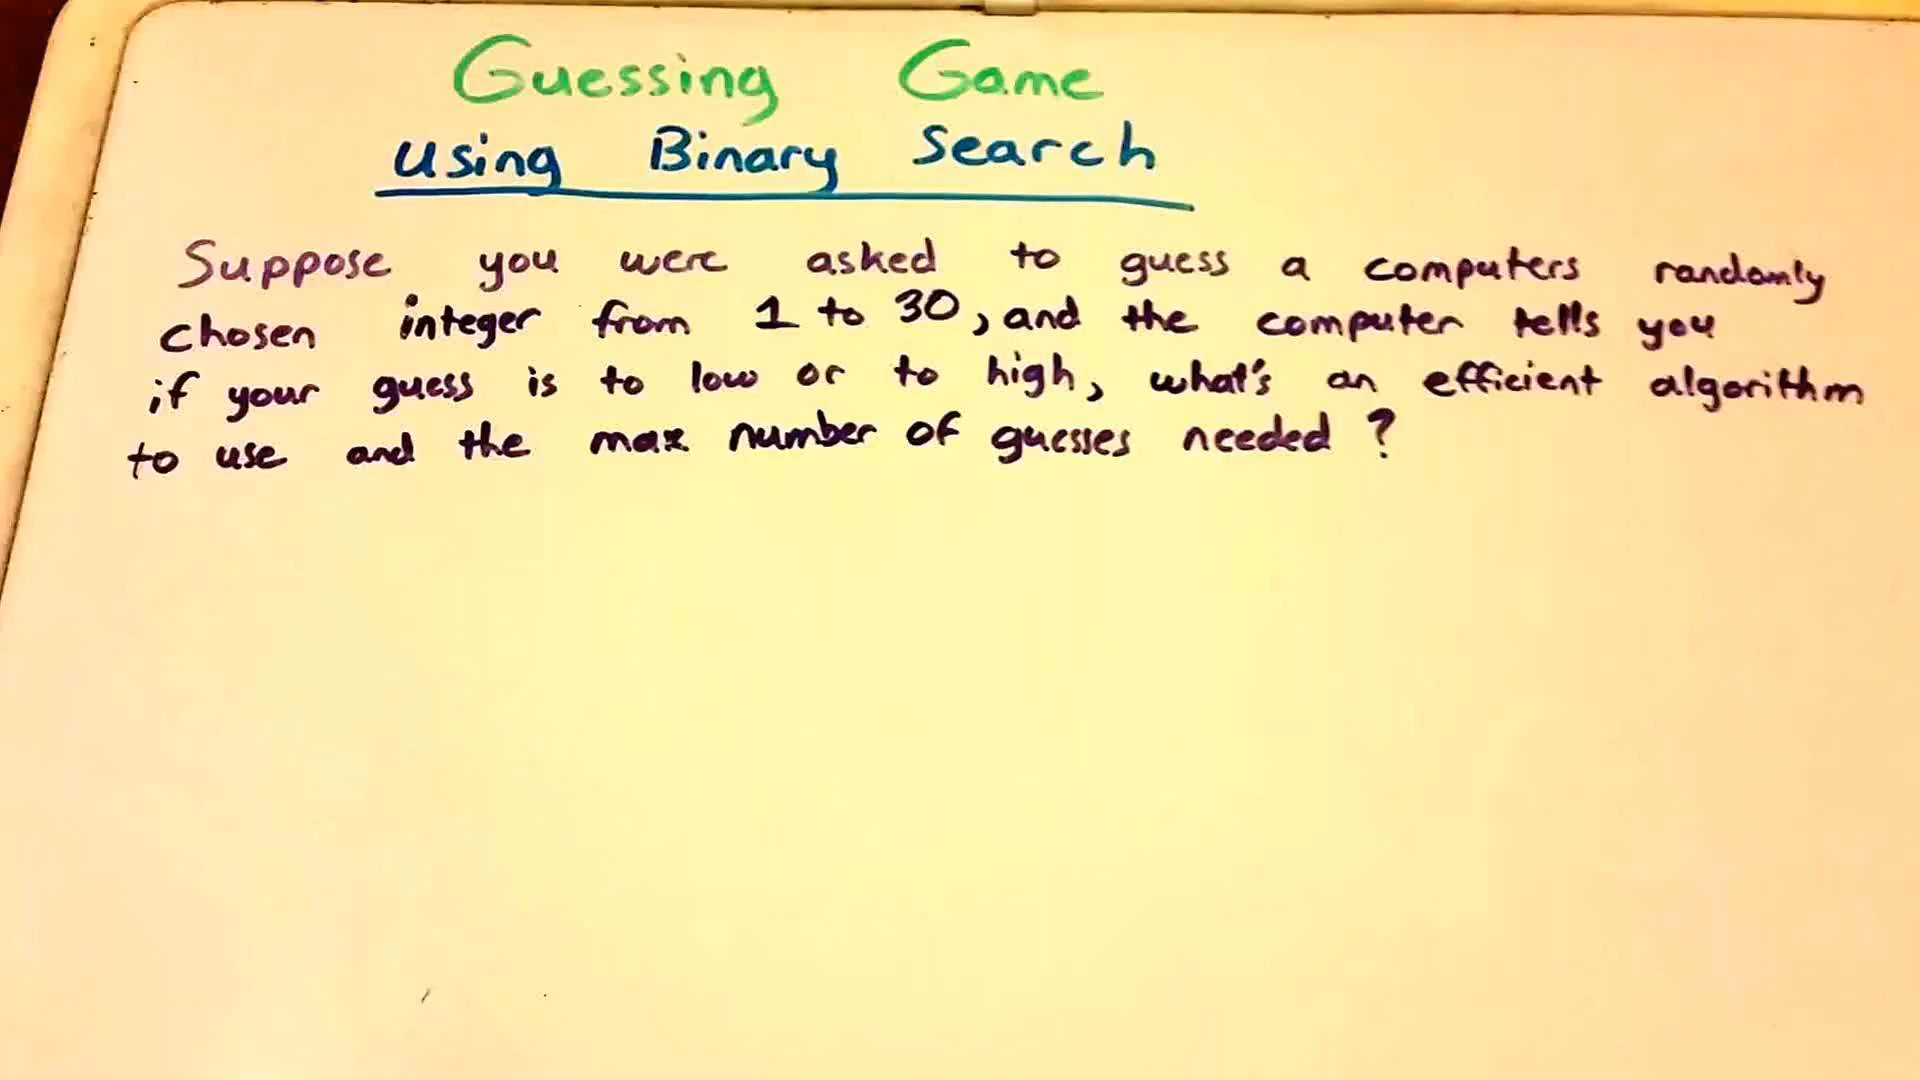 Guessing Game
using Binary Search
Suppose you were asked to guess a computers randomly
chosen integer from 1 to 30, and the computer tells you
if your guess is to low or to high, what's an efficient algorithm
to use and the max number of guesses needed ?